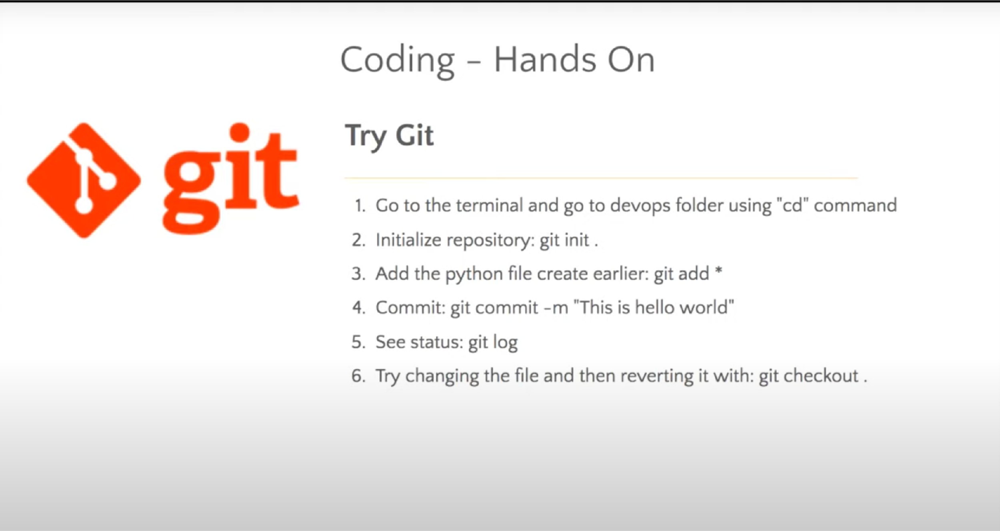 Coding – Hands On
git
Try Git
1. Go to the terminal and go to devops folder using "cd" command
2. Initialize repository: git init .
3. Add the python file create earlier: git add *
4. Commit: git commit –m "This is hello world"
5. See status: git log
6. Try changing the file and then reverting it with: git checkout .